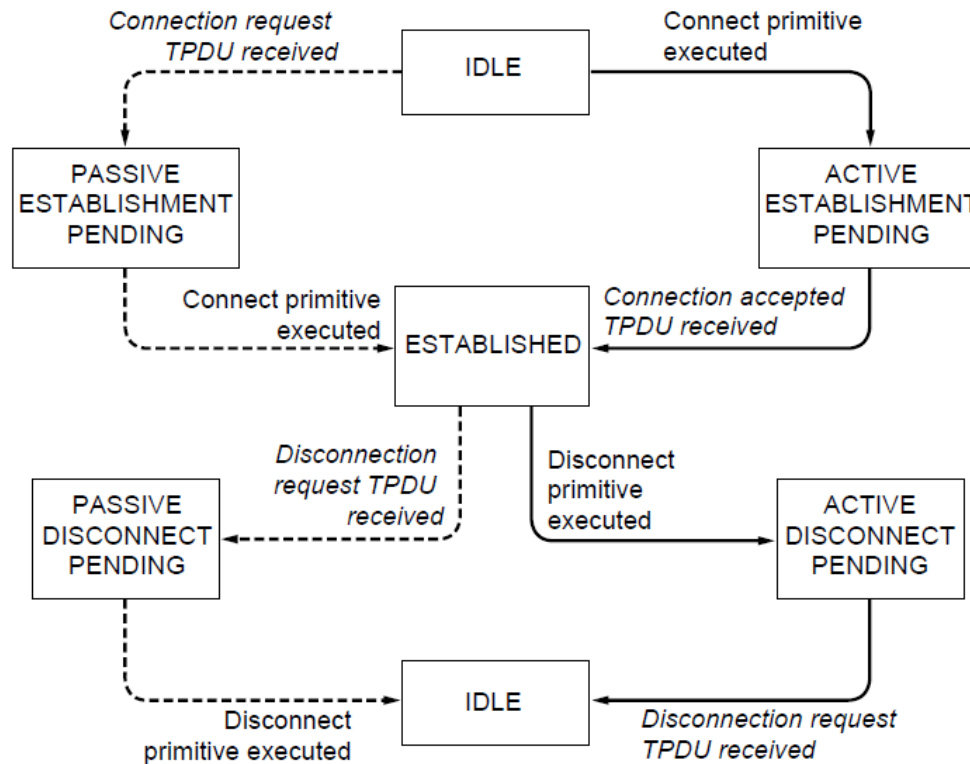 Connection request
TPDU received
IDLE
Connect primitive
executed
PASSIVE
ESTABLISHMENT
PENDING
ACTIVE
ESTABLISHMENT
PENDING
Connect primitive
executed
ESTABLISHED
Connection accepted
TPDU received
Disconnection
request TPDU
received
Disconnect
primitive
executed
PASSIVE
DISCONNECT
PENDING
ACTIVE
DISCONNECT
PENDING
Disconnect
primitive executed
IDLE
Disconnection request
TPDU received